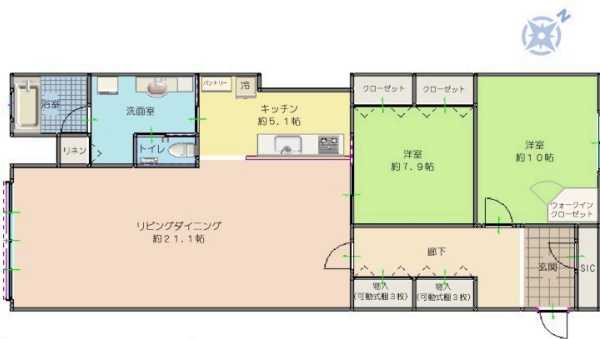 N
パントリー
冷
クローゼット
クローゼット
浴室
洗面室
キッチン
約5.1帖
洋室
約7.9帖
洋室
約10帖
リネン
トイレ
ウォークイン
クローゼット
リビングダイニング
約21.1帖
廊下
玄関
SIC
物入
(可動式棚3枚)
物入
(可動式棚3枚)